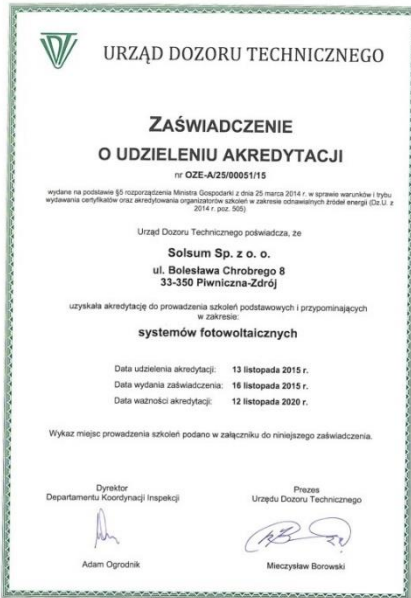 UDT
URZĄD DOZORU TECHNICZNEGO
ZAŚWIADCZENIE
O UDZIELENIU AKREDYTACJI
nr OZE-A/25/00051/15
wydane na podstawie §5 rozporządzenia Ministra Gospodarki z dnia 25 marca 2014 r. w sprawie warunków i trybu
wydawania certyfikatów oraz akredytowania organizatorów szkoleń w zakresie odnawialnych źródeł energii (Dz.U. z
2014 r. poz. 505)
Urząd Dozoru Technicznego poświadcza, że
Solsum Sp. z o. o.
ul. Bolesława Chrobrego 8
33-350 Piwniczna-Zdrój
uzyskała akredytację do prowadzenia szkoleń podstawowych i przypominających
w zakresie:
systemów fotowoltaicznych
Data udzielenia akredytacji: 13 listopada 2015 r.
Data wydania zaświadczenia: 16 listopada 2015 r.
Data ważności akredytacji: 12 listopada 2020 r.
Wykaz miejsc prowadzenia szkoleń podano w załączniku do niniejszego zaświadczenia.
Dyrektor
Departamentu Koordynacji Inspekcji
Adam Ogrodnik
Prezes
Urzędu Dozoru Technicznego
Mieczysław Borowski